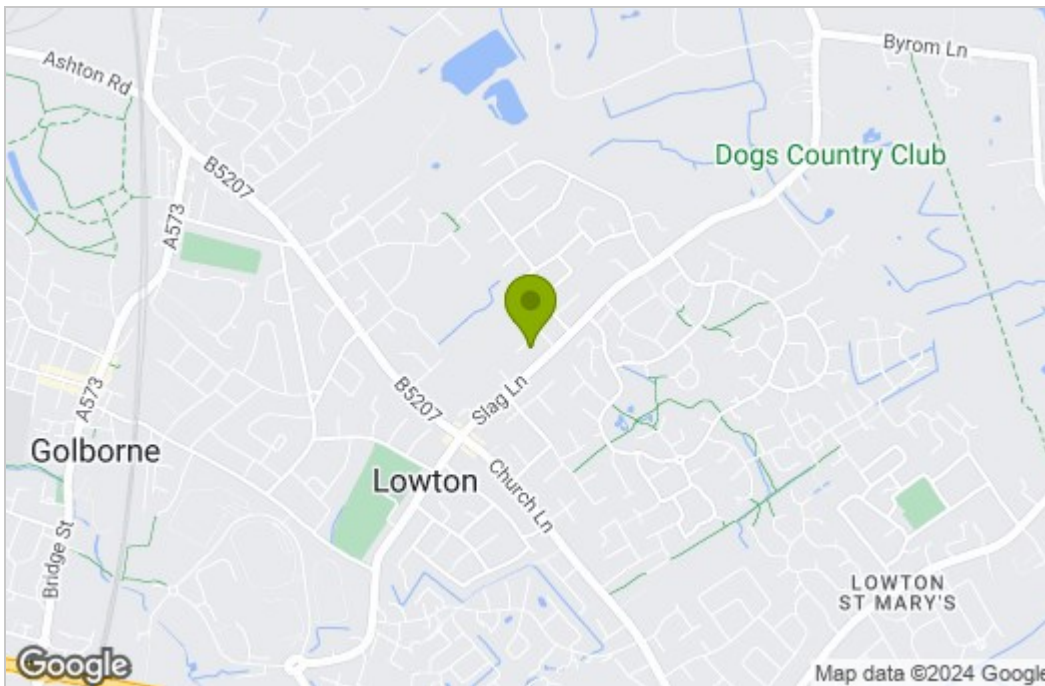 Ashton Rd
Byrom Ln
Dogs Country Club
B5207
A573
Slag Ln
B5207
A573
Golborne
Lowton
Church Ln
Bridge St
LOWTON
ST MARY'S
Google
Map data ©2024 Google